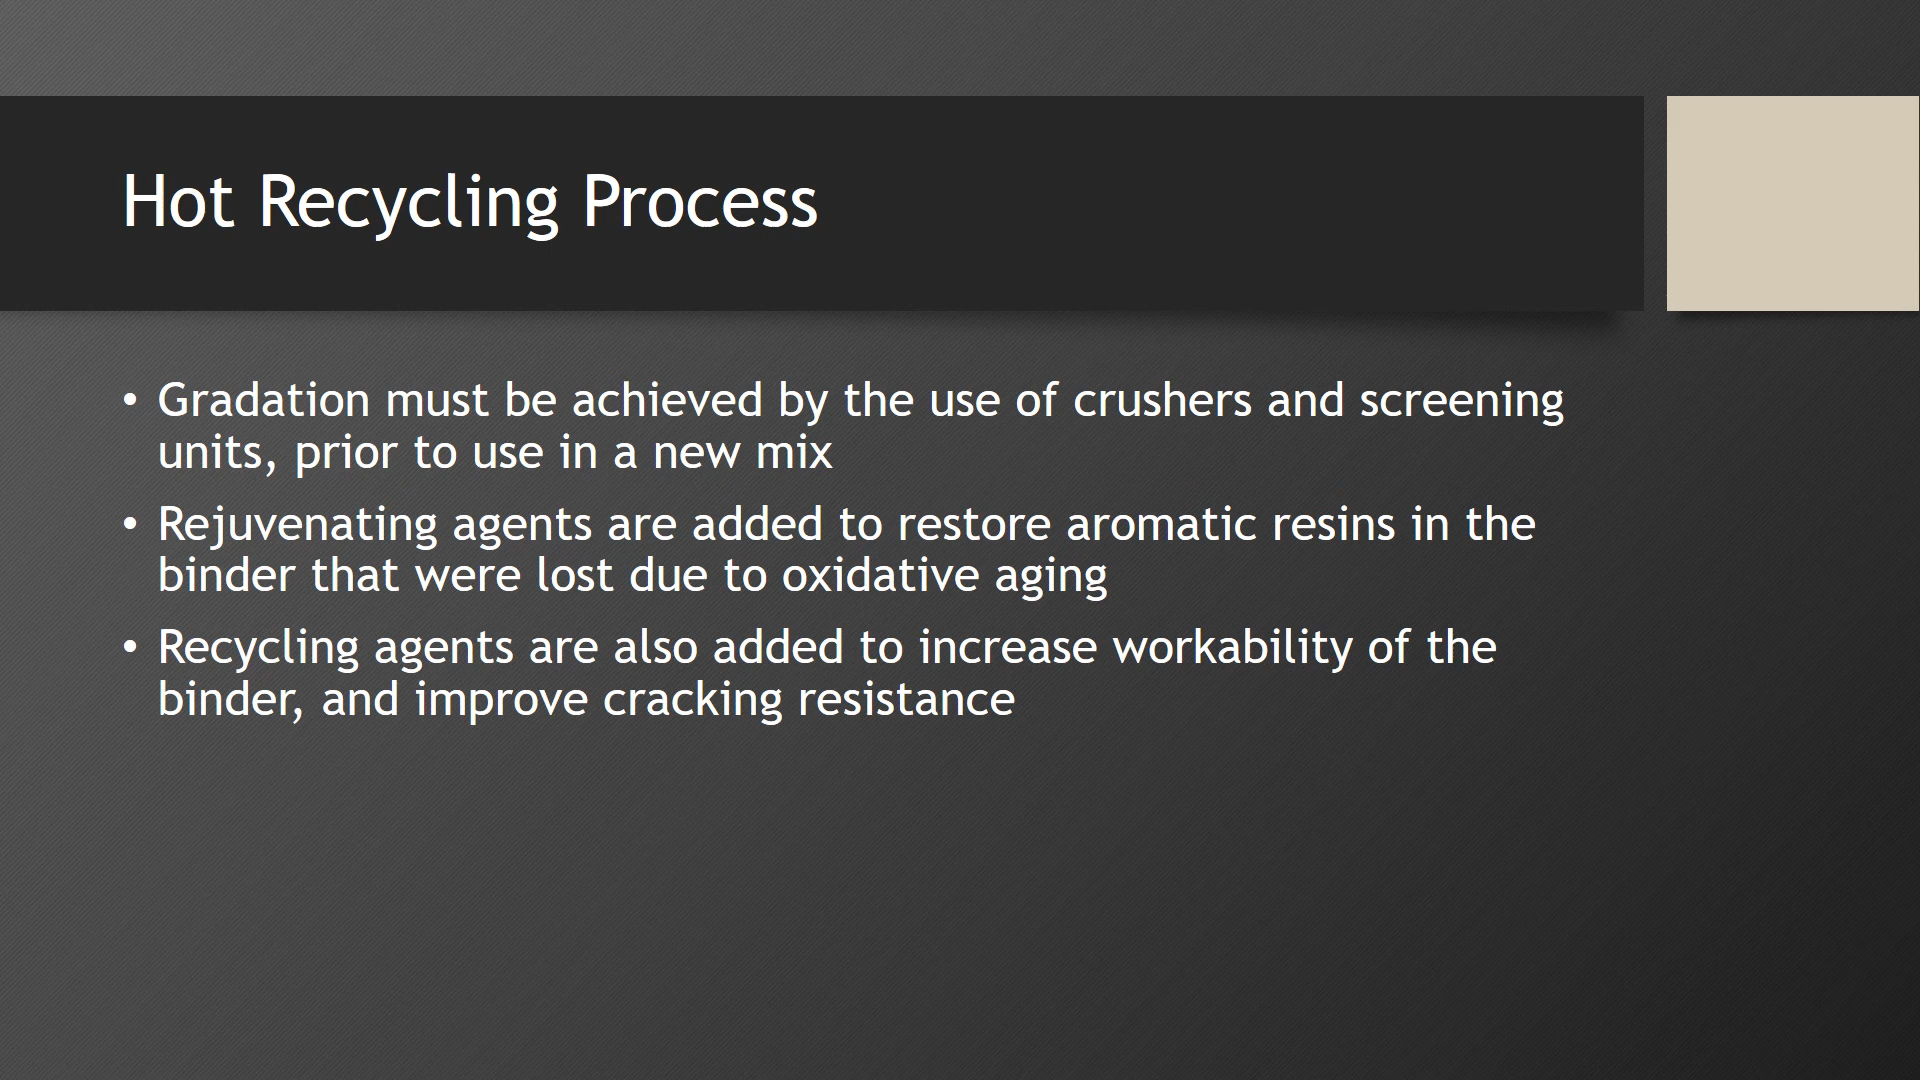 Hot Recycling Process
• Gradation must be achieved by the use of crushers and screening
units, prior to use in a new mix
• Rejuvenating agents are added to restore aromatic resins in the
binder that were lost due to oxidative aging
• Recycling agents are also added to increase workability of the
binder, and improve cracking resistance